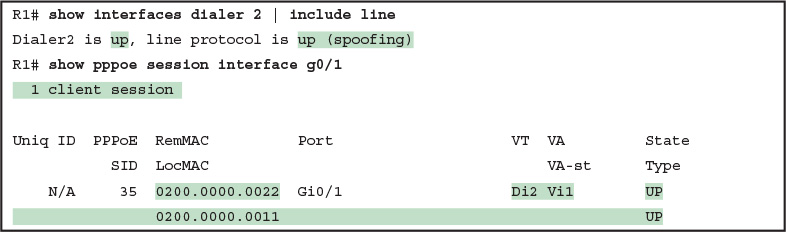 R1# show interfaces dialer 2 | include line
Dialer2 is up, line protocol is up (spoofing)
R1# show pppoe session interface g0/1
  1 client session

Uniq ID  PPPoE  RemMAC          Port                    VT  VA         State
           SID  LocMAC                                      VA-st      Type
    N/A     35  0200.0000.0022  Gi0/1                   Di2 Vi1        UP
                0200.0000.0011                                         UP